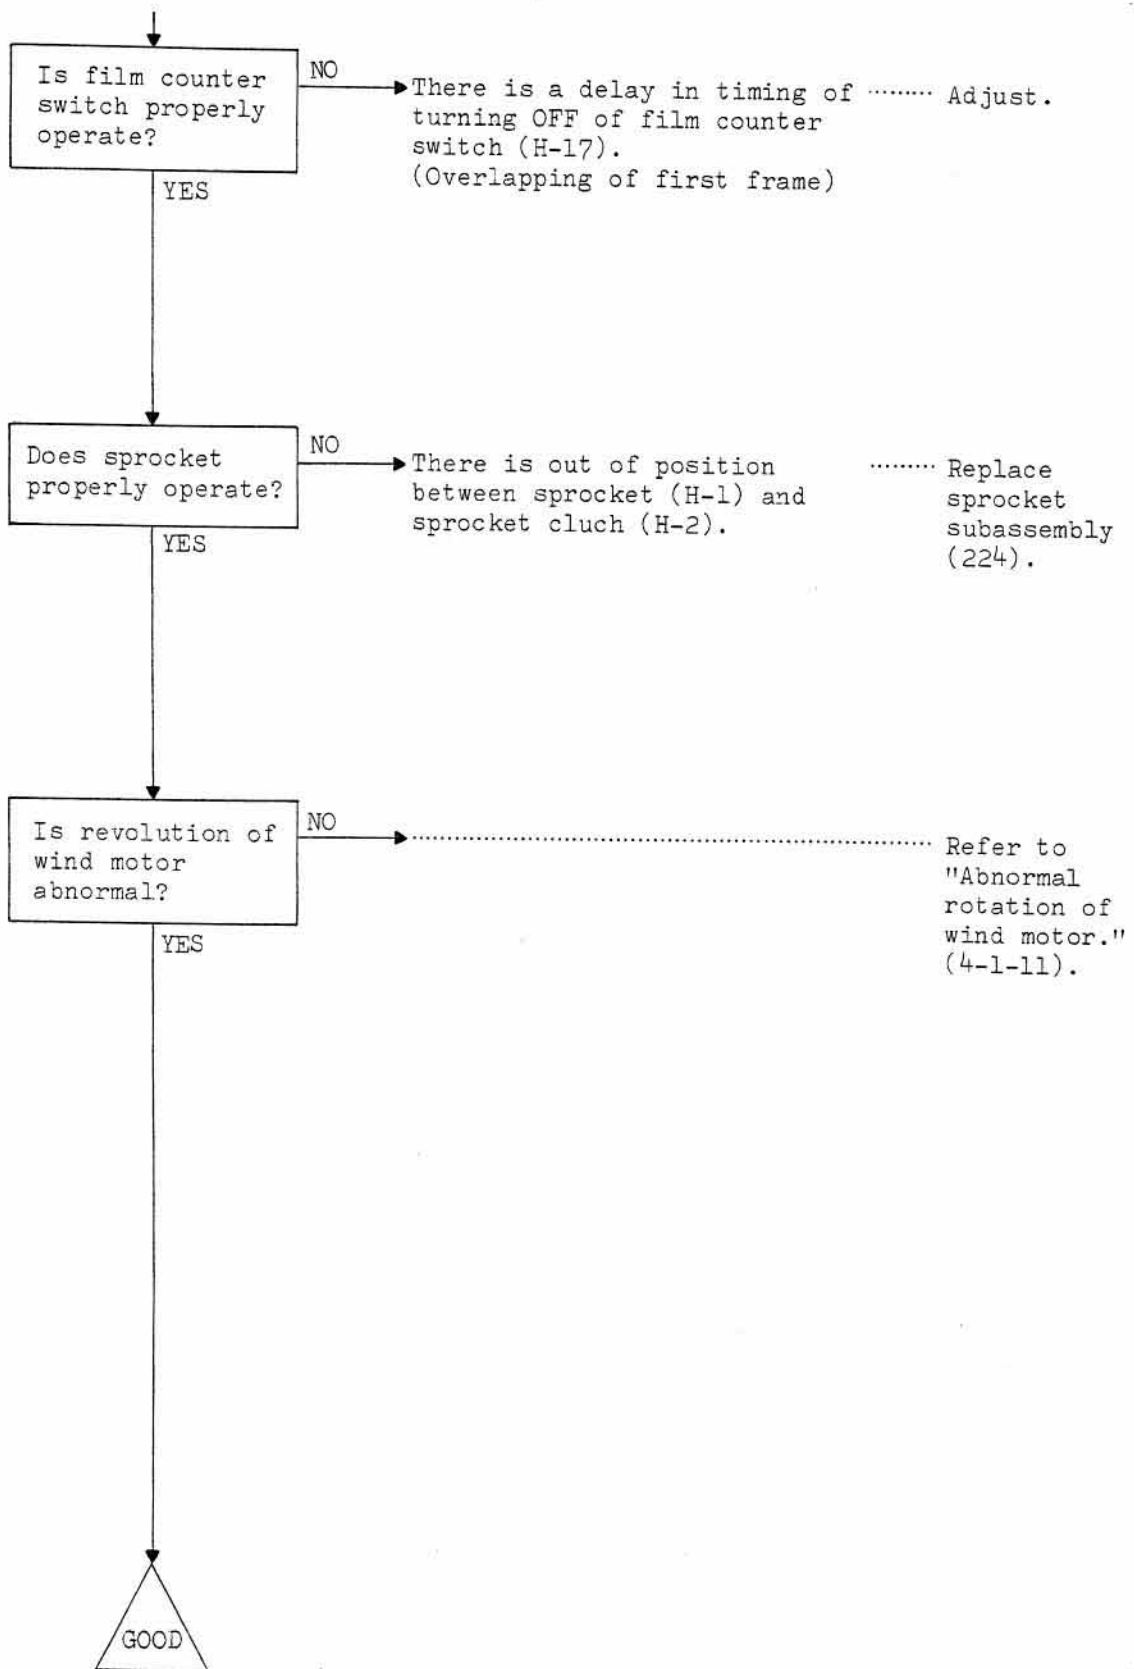 Is film counter
switch properly
operate?
NO
There is a delay in timing of ......... Adjust.
turning OFF of film counter
switch (H-17).
(Overlapping of first frame)
YES
Does sprocket
properly operate?
NO
There is out of position ......... Replace
between sprocket (H-1) and sprocket
sprocket cluch (H-2). subassembly
(224).
YES
Is revolution of
wind motor
abnormal?
NO
Refer to
"Abnormal
rotation of
wind motor."
(4-1-11).
YES
GOOD